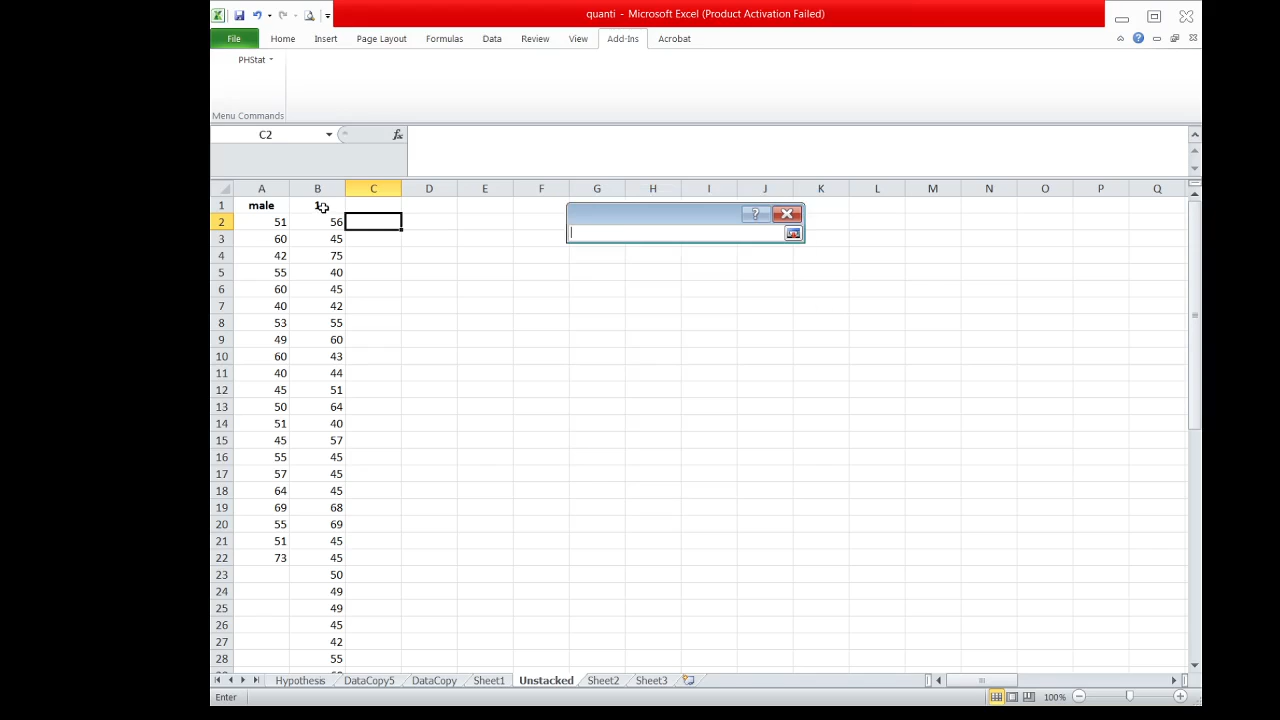 quanti - Microsoft Excel (Product Activation Failed)
File Home Insert Page Layout Formulas Data Review View Add-Ins Acrobat
PHStat
Menu Commands
C2 fx
A B C D E F G H I J K L M N O P Q
1 male 1
2 51 56
3 60 45
4 42 75
5 55 40
6 60 45
7 40 42
8 53 55
9 49 60
10 60 43
11 40 44
12 45 51
13 50 64
14 51 40
15 45 57
16 55 45
17 57 45
18 64 45
19 69 68
20 55 69
21 51 45
22 73 45
23 50
24 49
25 49
26 45
27 42
28 55
Hypothesis DataCopy5 DataCopy Sheet1 Unstacked Sheet2 Sheet3
Enter 100%